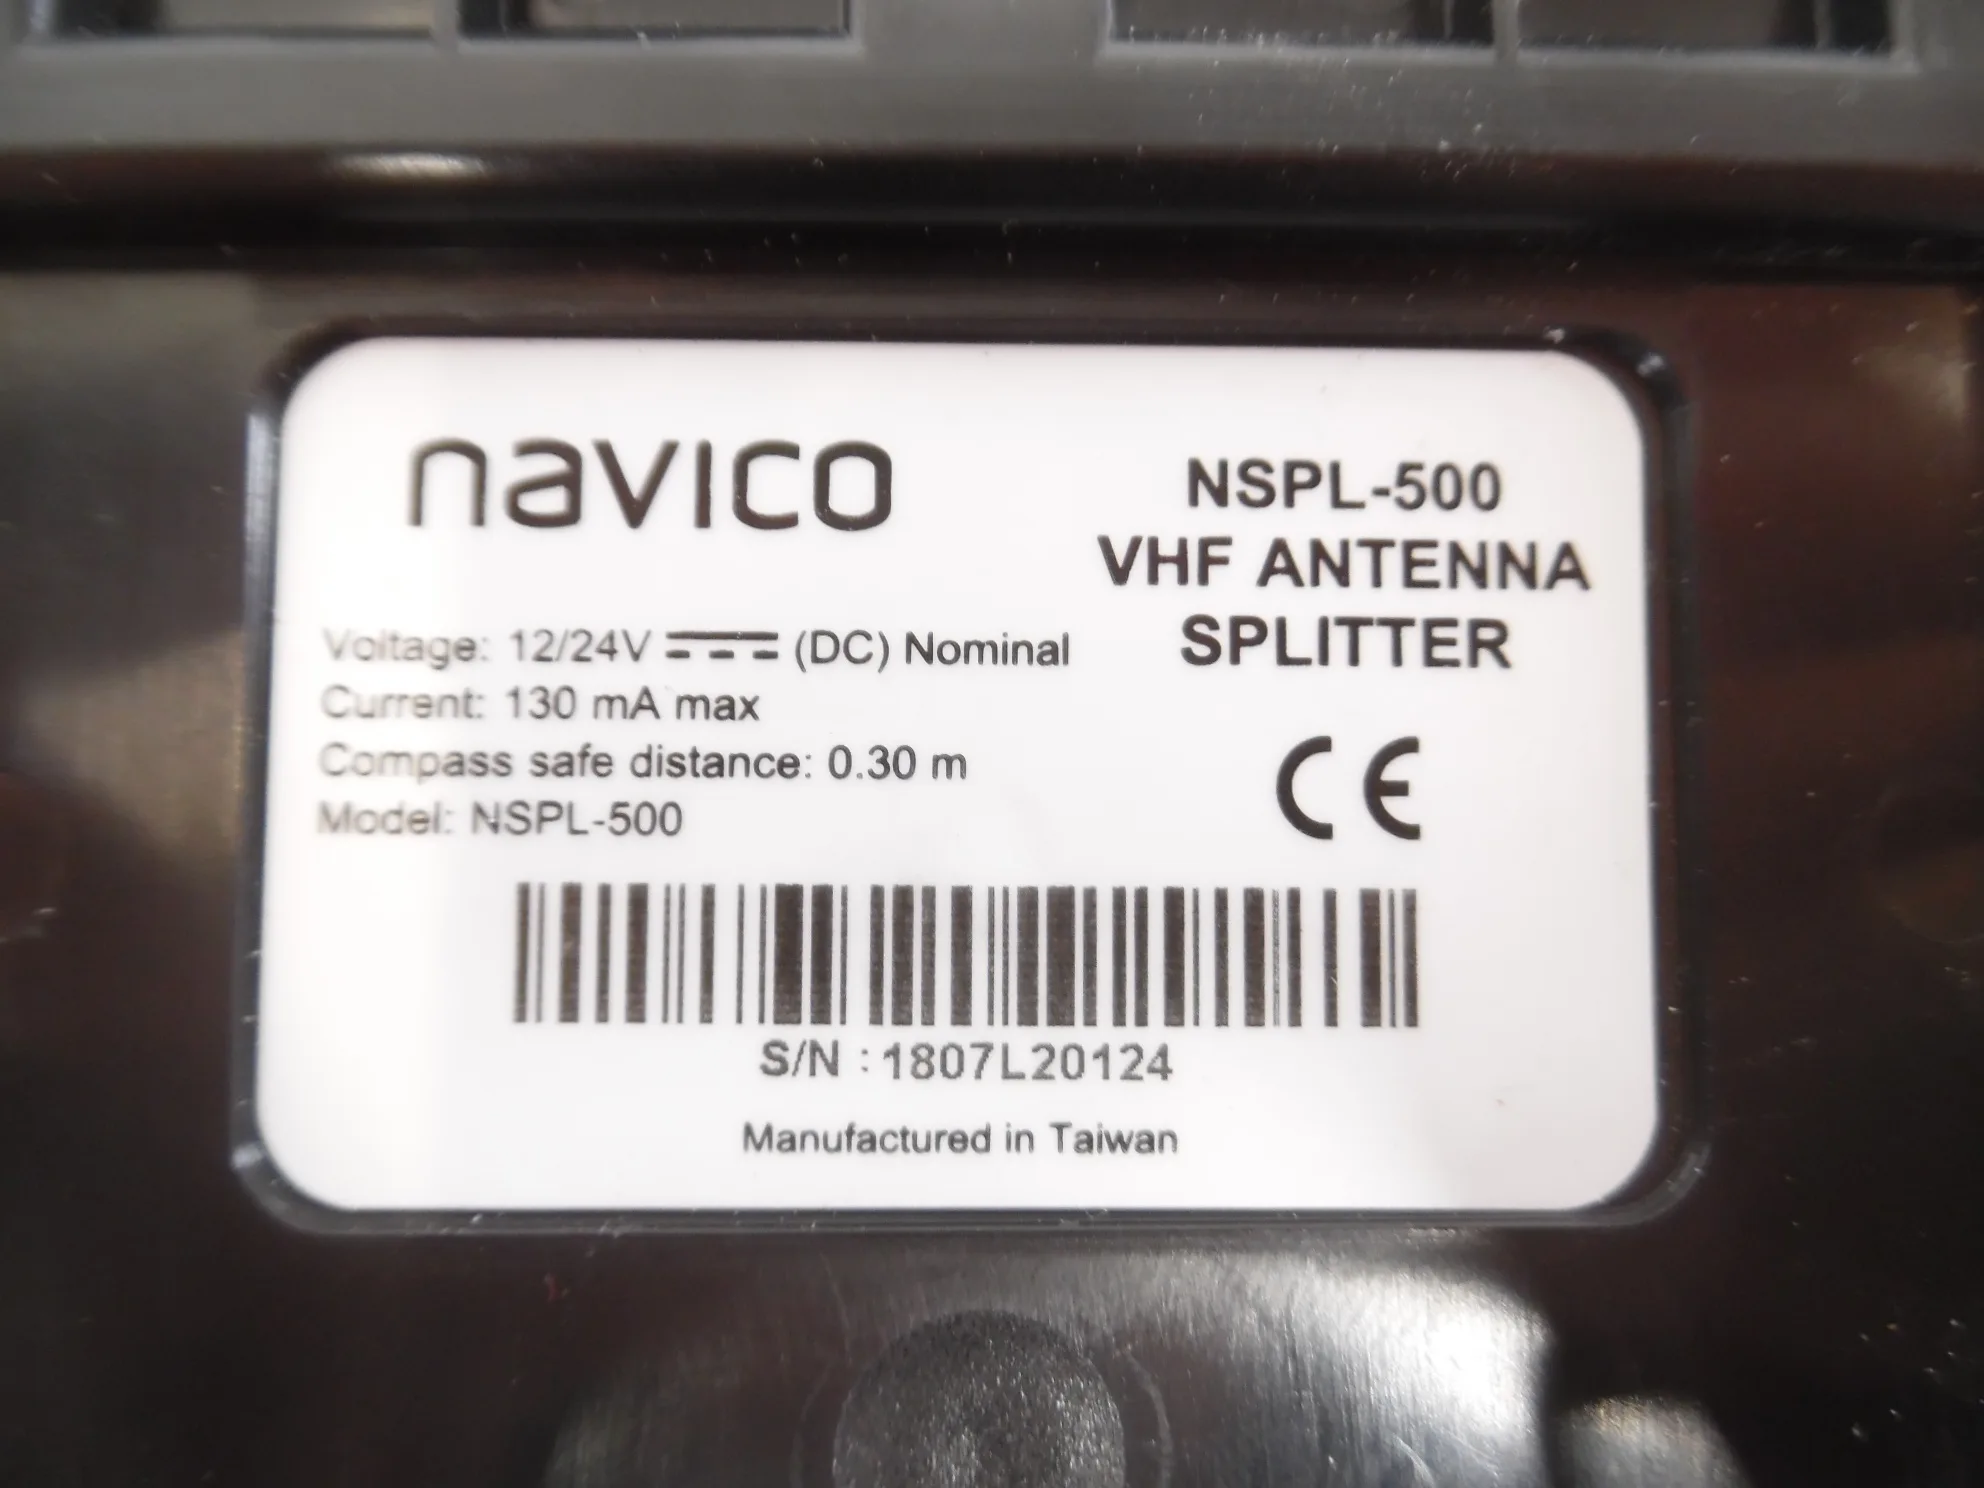 navico
NSPL-500
VHF ANTENNA
SPLITTER
Voltage: 12/24V ⎓ (DC) Nominal
Current: 130 mA max
Compass safe distance: 0.30 m
Model: NSPL-500
CE
S/N : 1807L20124
Manufactured in Taiwan